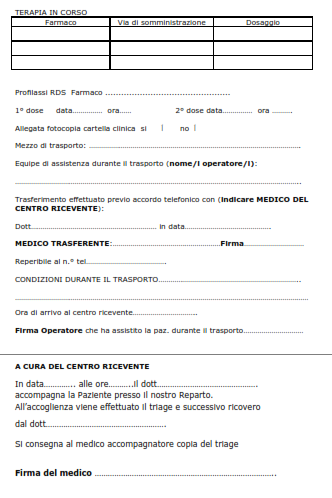 TERAPIA IN CORSO
Farmaco Via di somministrazione Dosaggio
Profilassi RDS Farmaco ................................................
1° dose data............... ora...... 2° dose data............... ora ..........
Allegata fotocopia cartella clinica si | no |
Mezzo di trasporto: ..........................................................................................
Equipe di assistenza durante il trasporto (nome/i operatore/i):
..........................................................................................................................
Trasferimento effettuato previo accordo telefonico con (indicare MEDICO DEL
CENTRO RICEVENTE):
Dott..................................................... in data.....................................
MEDICO TRASFERENTE:...............................................Firma..........................
Reperibile al n.° tel...................................
CONDIZIONI DURANTE IL TRASPORTO.............................................................
..........................................................................................................................
Ora di arrivo al centro ricevente............................
Firma Operatore che ha assistito la paz. durante il trasporto..........................
A CURA DEL CENTRO RICEVENTE
In data............. alle ore...........il dott...........................................
accompagna la Paziente presso il nostro Reparto.
All'accoglienza viene effettuato il triage e successivo ricovero
dal dott...................................................
Si consegna al medico accompagnatore copia del triage
Firma del medico ..............................................................................